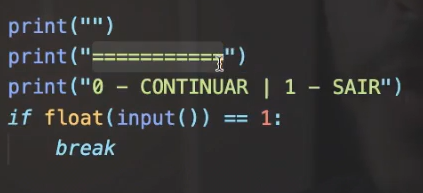 print("")
print("===========")
print("0 - CONTINUAR | 1 - SAIR")
if float(input()) == 1:
    break